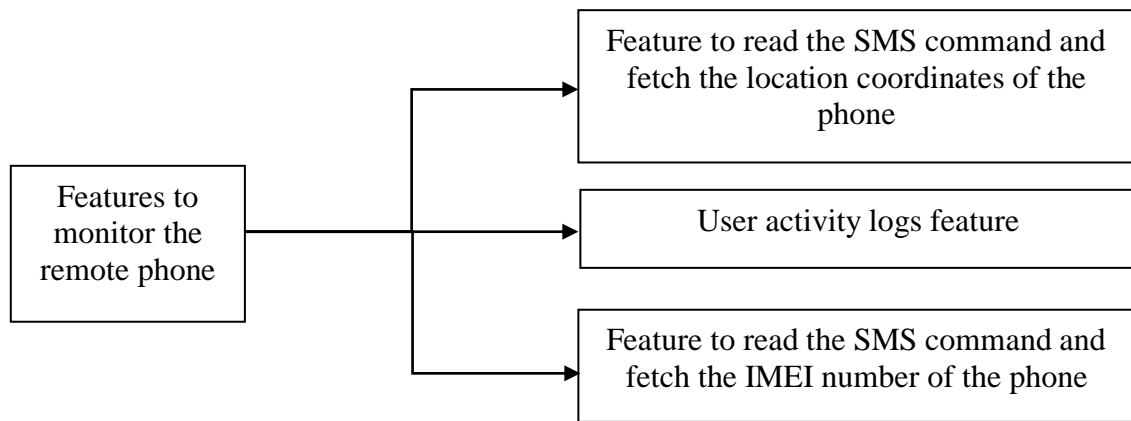 Features to
monitor the
remote phone
Feature to read the SMS command and
fetch the location coordinates of the
phone
User activity logs feature
Feature to read the SMS command and
fetch the IMEI number of the phone